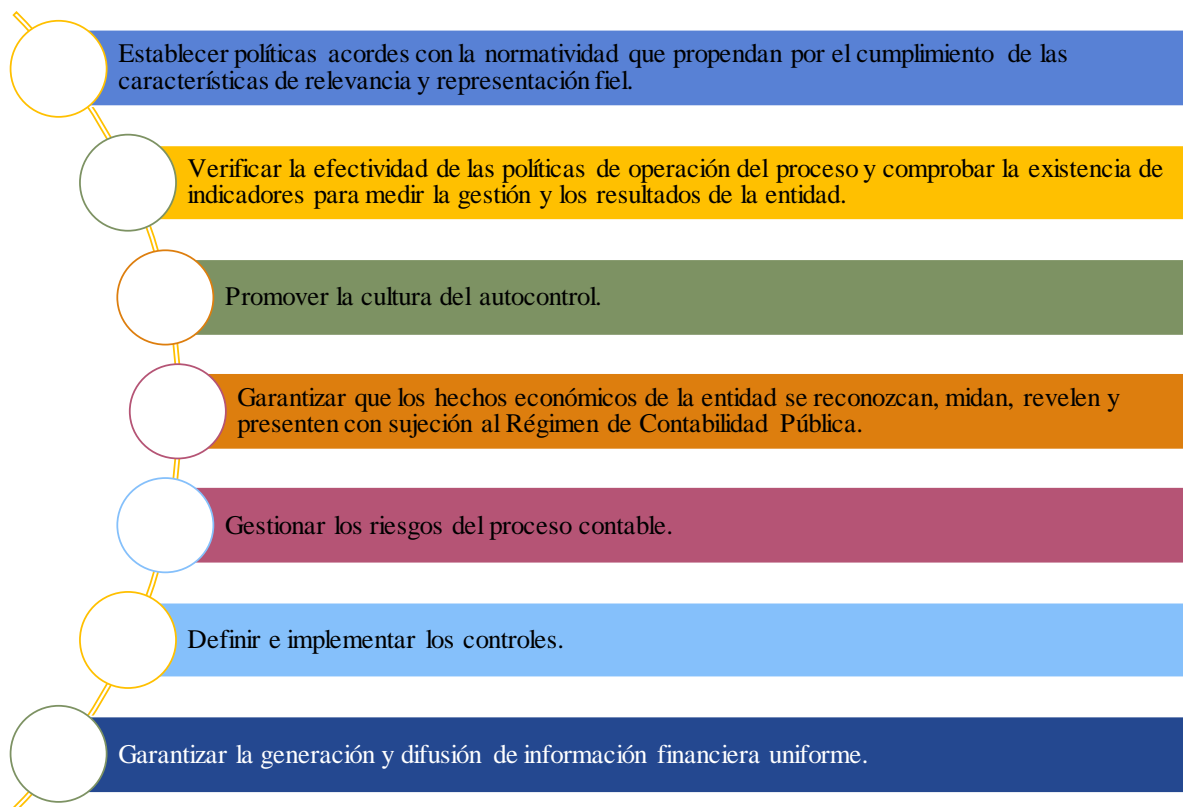 Establecer políticas acordes con la normatividad que propendan por el cumplimiento de las
características de relevancia y representación fiel.
Verificar la efectividad de las políticas de operación del proceso y comprobar la existencia de
indicadores para medir la gestión y los resultados de la entidad.
Promover la cultura del autocontrol.
Garantizar que los hechos económicos de la entidad se reconozcan, midan, revelen y
presenten con sujeción al Régimen de Contabilidad Pública.
Gestionar los riesgos del proceso contable.
Definir e implementar los controles.
Garantizar la generación y difusión de información financiera uniforme.